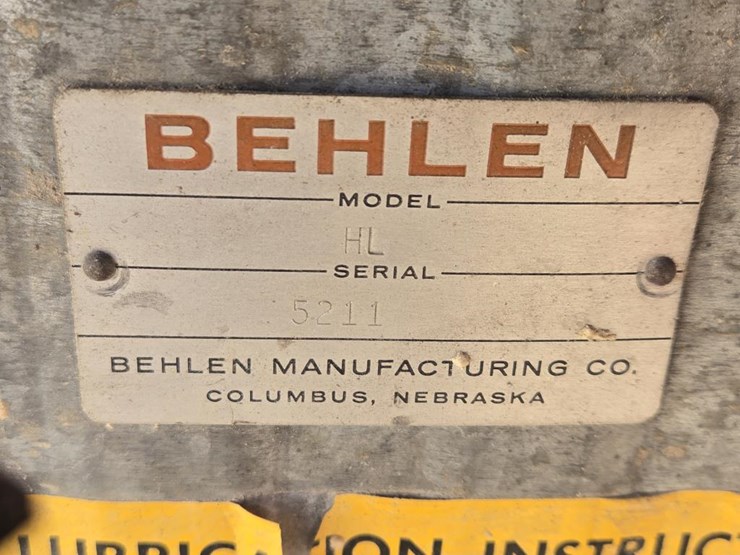 BEHLEN
MODEL
HL
SERIAL
5211
BEHLEN MANUFACTURING CO.
COLUMBUS, NEBRASKA